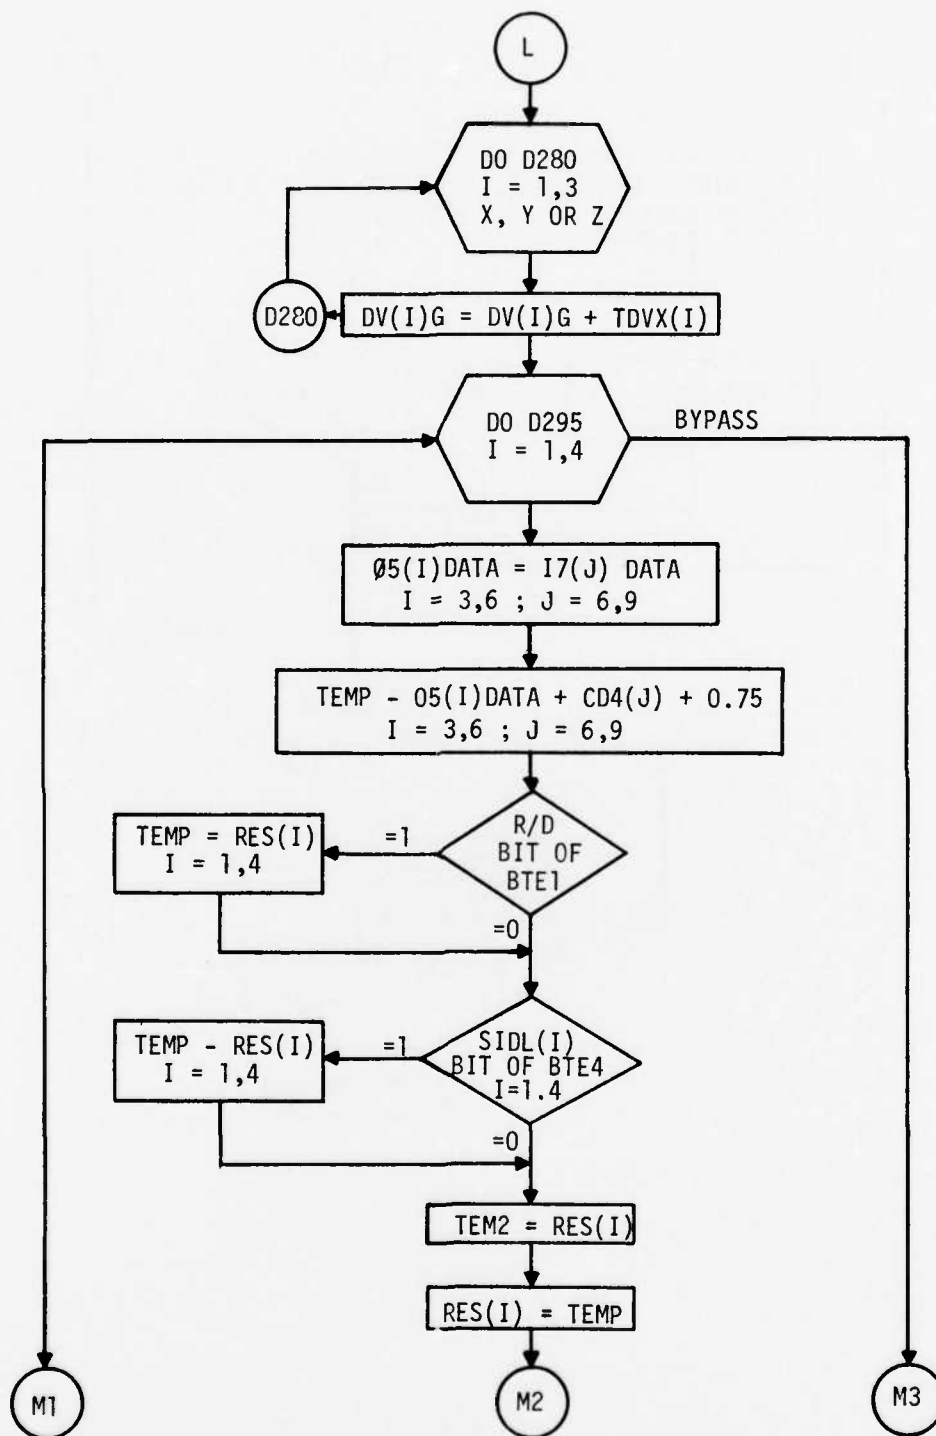 L
DO D280
I = 1,3
X, Y OR Z
D280
DV(I)G = DV(I)G + TDVX(I)
DO D295
I = 1,4
BYPASS
Ø5(I)DATA = I7(J) DATA
I = 3,6 ; J = 6,9
TEMP - O5(I)DATA + CD4(J) + 0.75
I = 3,6 ; J = 6,9
R/D
BIT OF
BTE1
=1
TEMP = RES(I)
I = 1,4
=0
SIDL(I)
BIT OF BTE4
I=1.4
=1
TEMP - RES(I)
I = 1,4
=0
TEM2 = RES(I)
RES(I) = TEMP
M1
M2
M3